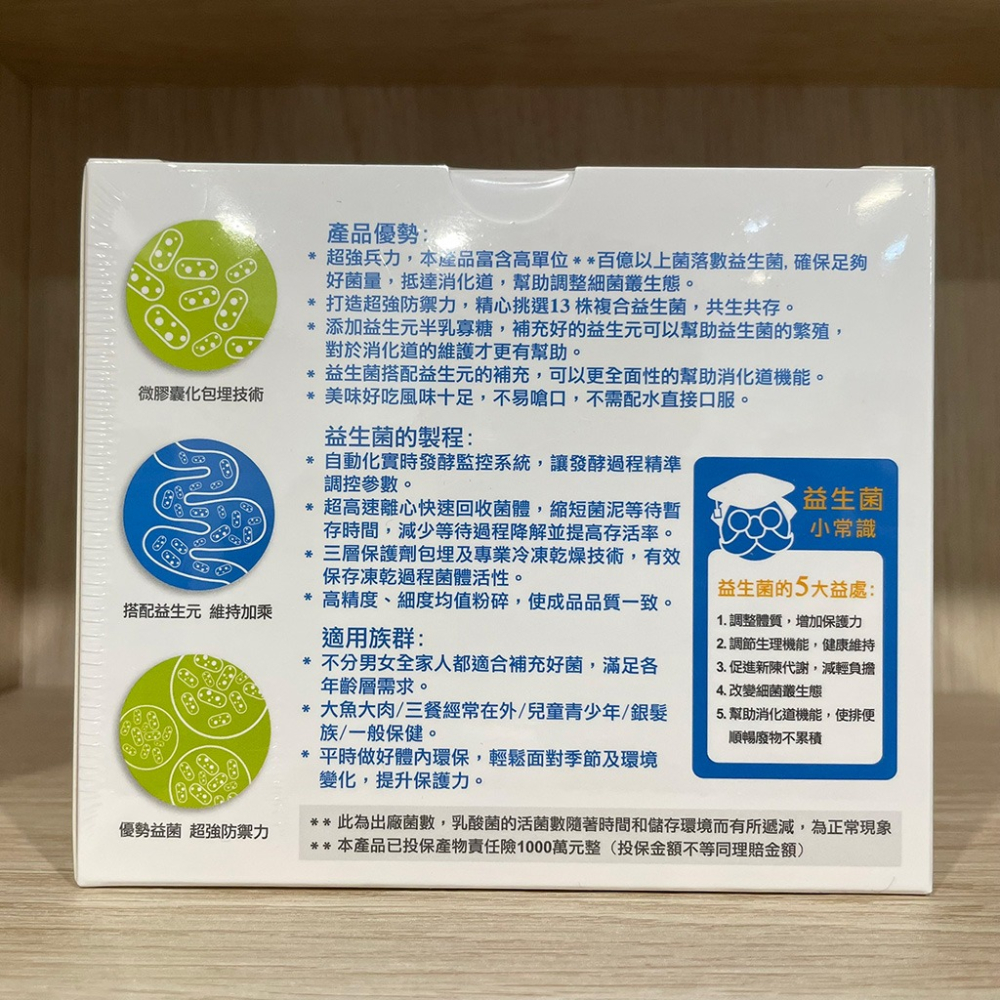 產品優勢:
* 超強兵力,本產品富含高單位**百億以上菌落數益生菌, 確保足夠
好菌量,抵達消化道,幫助調整細菌叢生態。
* 打造超強防禦力,精心挑選13 株複合益生菌,共生共存。
* 添加益生元半乳寡糖,補充好的益生元可以幫助益生菌的繁殖,
對於消化道的維護才更有幫助。
* 益生菌搭配益生元的補充,可以更全面性的幫助消化道機能。
* 美味好吃風味十足,不易嗆口,不需配水直接口服。
微膠囊化包埋技術
益生菌的製程:
* 自動化實時發酵監控系統,讓發酵過程精準
調控參數。
* 超高速離心快速回收菌體,縮短菌泥等待暫
存時間,減少等待過程降解並提高存活率。
* 三層保護劑包埋及專業冷凍乾燥技術,有效
保存凍乾過程菌體活性。
* 高精度、細度均值粉碎,使成品品質一致。
搭配益生元 維持加乘
適用族群:
* 不分男女全家人都適合補充好菌,滿足各
年齡層需求。
* 大魚大肉/三餐經常在外/兒童青少年/銀髮
族/一般保健。
* 平時做好體內環保,輕鬆面對季節及環境
變化,提升保護力。
優勢益菌 超強防禦力
益生菌
小常識
益生菌的5大益處:
1. 調整體質,增加保護力
2. 調節生理機能,健康維持
3. 促進新陳代謝,減輕負擔
4. 改變細菌叢生態
5. 幫助消化道機能,使排便
順暢廢物不累積
** 此為出廠菌數,乳酸菌的活菌數隨著時間和儲存環境而有所遞減,為正常現象
** 本產品已投保產物責任險1000萬元整(投保金額不等同理賠金額)